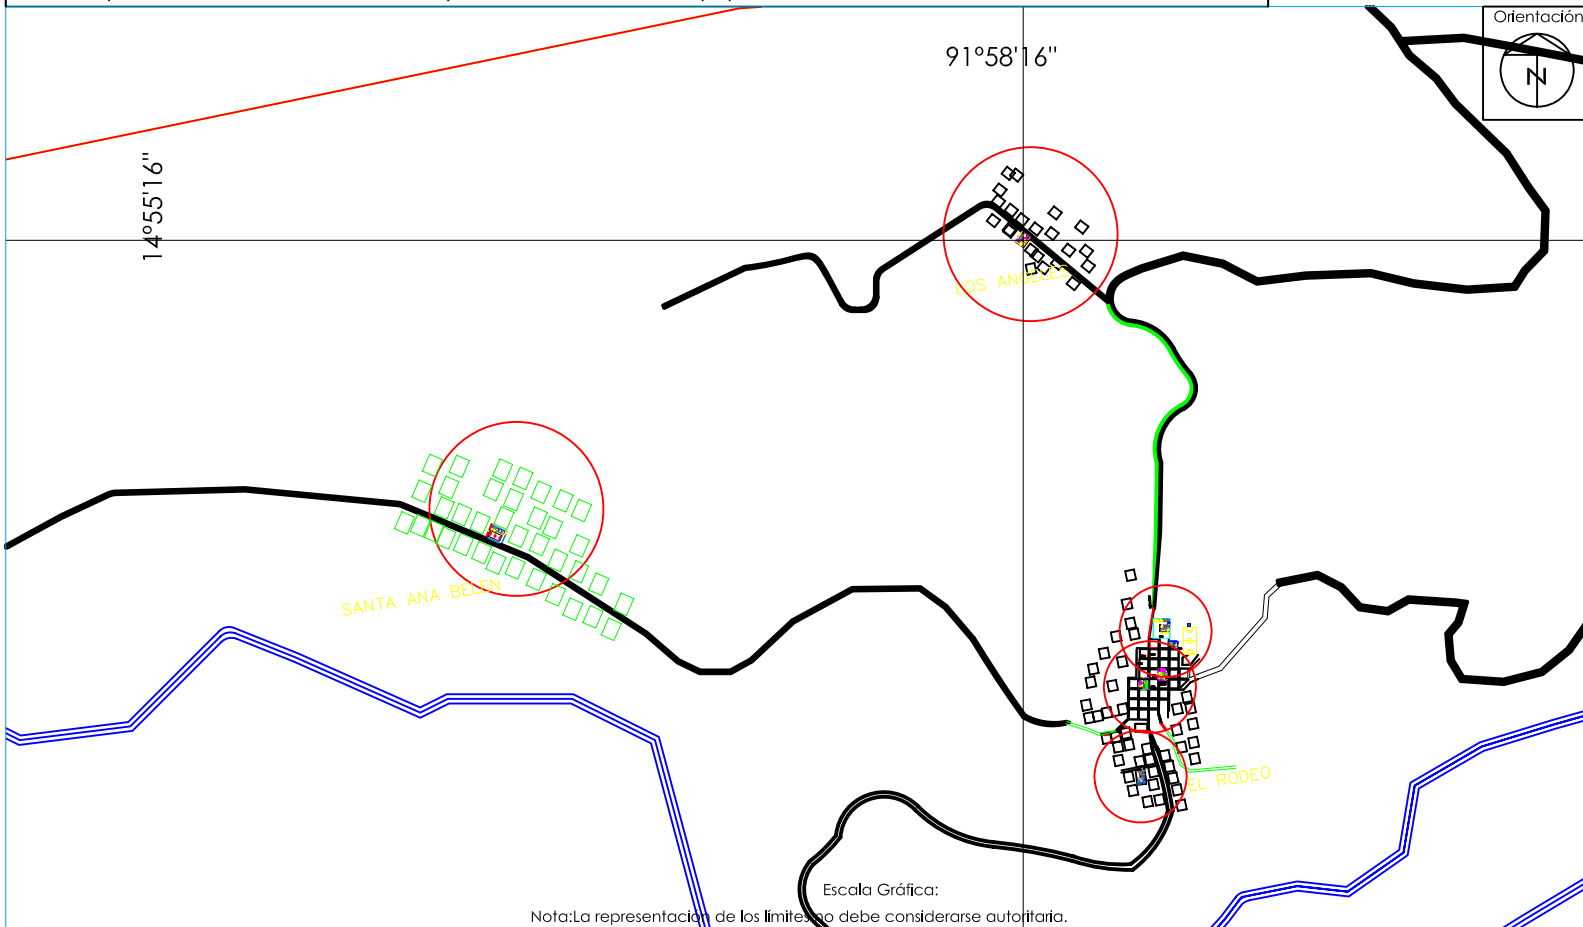 Orientación
N
91°58'16"
14°55'16"
LOS ANGELES
SANTA ANA BELEN
EL RODEO
Escala Gráfica:
Nota:La representación de los límites no debe considerarse autoritaria.